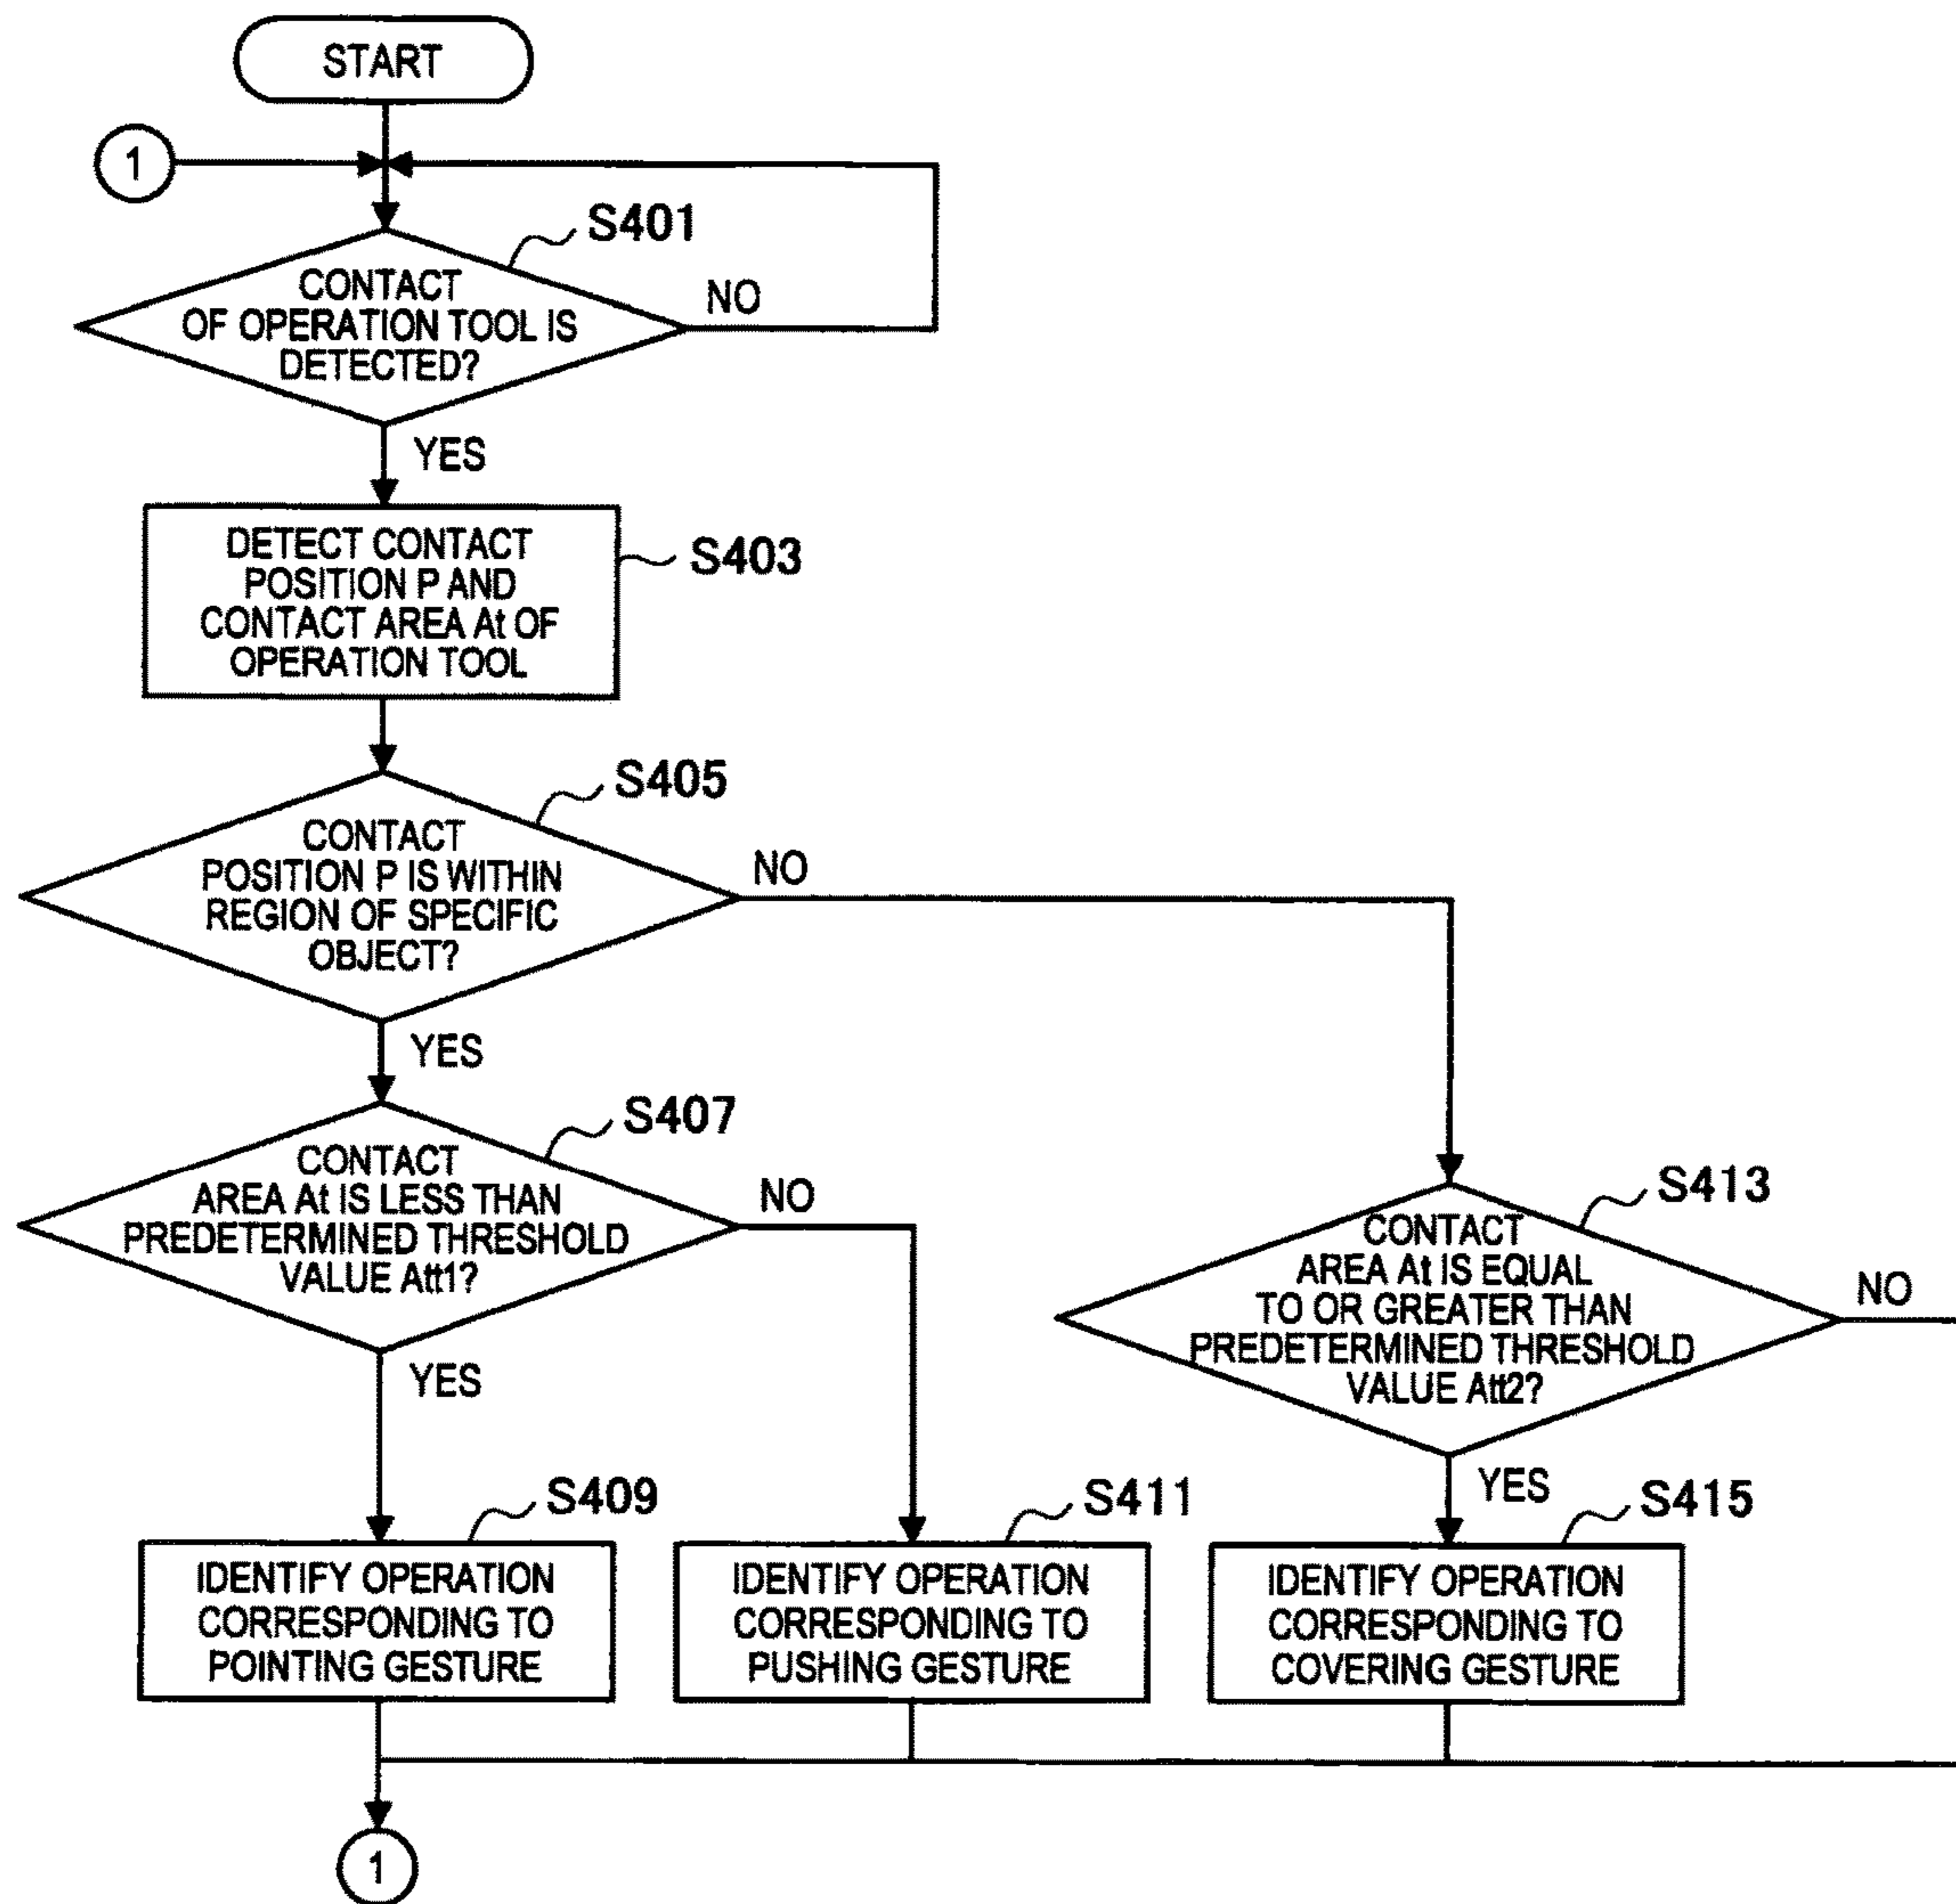 START
1
S401
CONTACT
OF OPERATION TOOL IS
DETECTED?
NO
YES
DETECT CONTACT
POSITION P AND
CONTACT AREA At OF
OPERATION TOOL
S403
S405
CONTACT
POSITION P IS WITHIN
REGION OF SPECIFIC
OBJECT?
NO
YES
S407
CONTACT
AREA At IS LESS THAN
PREDETERMINED THRESHOLD
VALUE Att1?
NO
YES
S413
CONTACT
AREA At IS EQUAL
TO OR GREATER THAN
PREDETERMINED THRESHOLD
VALUE Att2?
NO
YES
S409
IDENTIFY OPERATION
CORRESPONDING TO
POINTING GESTURE
S411
IDENTIFY OPERATION
CORRESPONDING TO
PUSHING GESTURE
S415
IDENTIFY OPERATION
CORRESPONDING TO
COVERING GESTURE
1